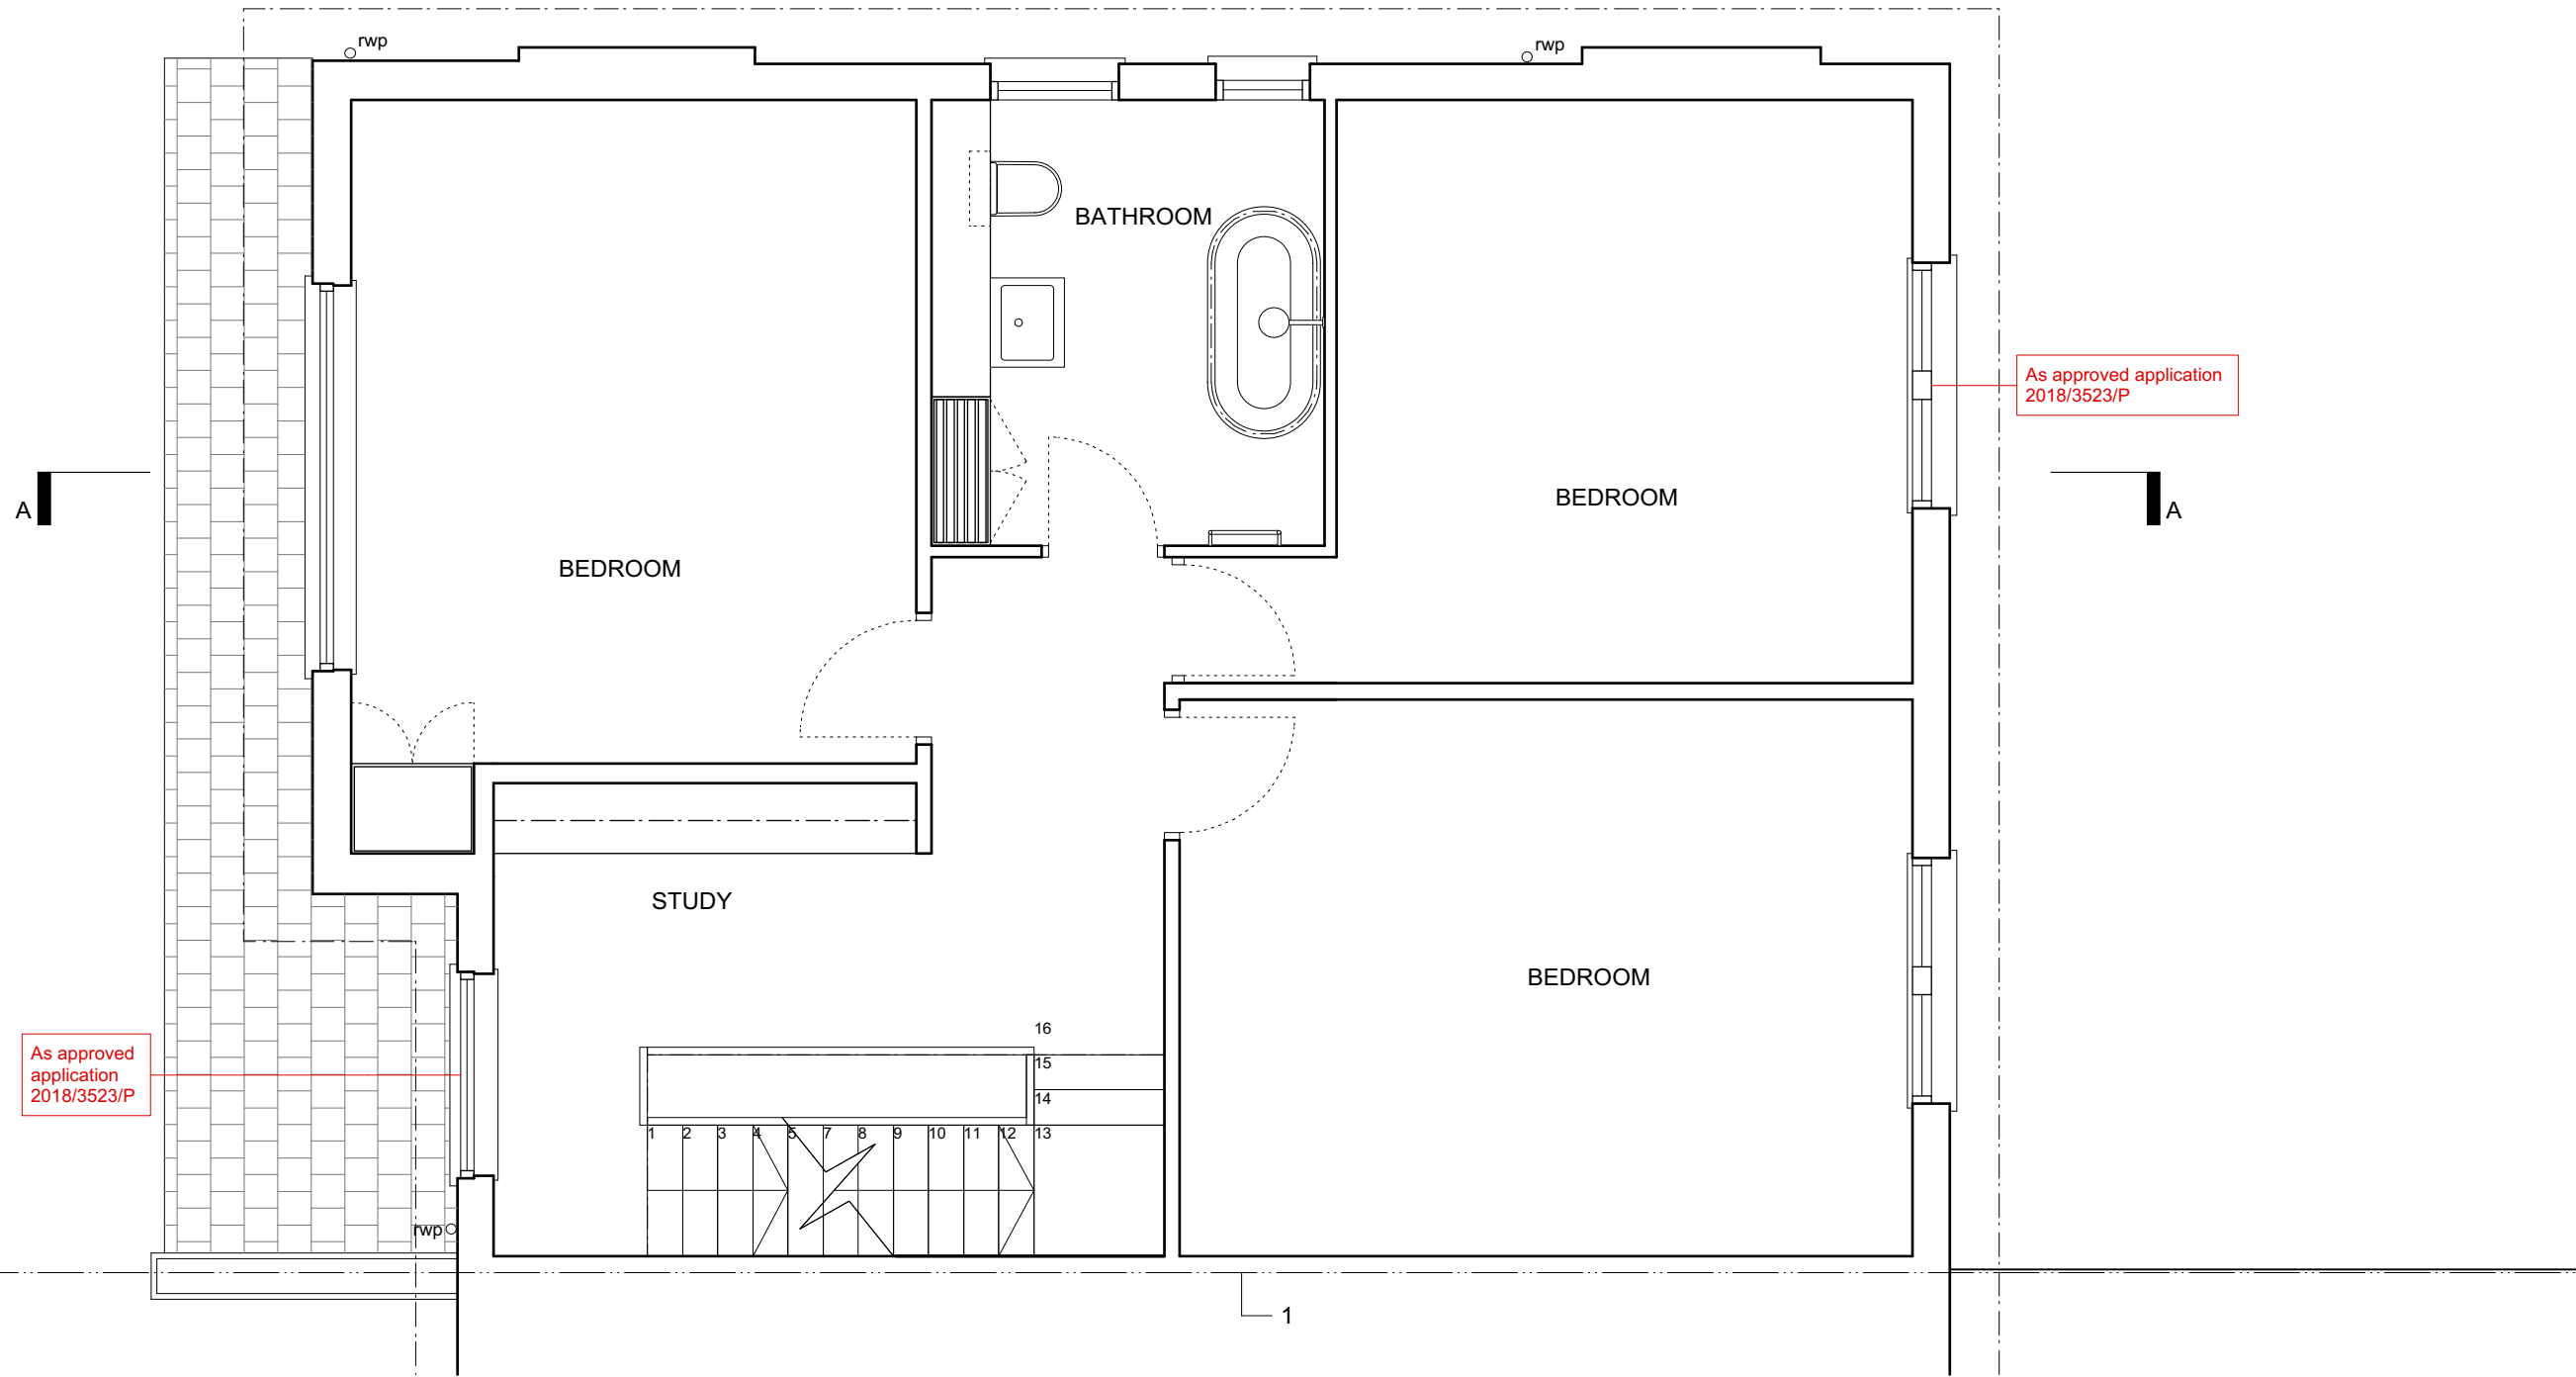 rwp
rwp
BATHROOM
As approved application
2018/3523/P
A
BEDROOM
A
BEDROOM
STUDY
BEDROOM
16
15
14
As approved
application
2018/3523/P
1 2 3 4 5 7 8 9 10 11 12 13
rwp
1